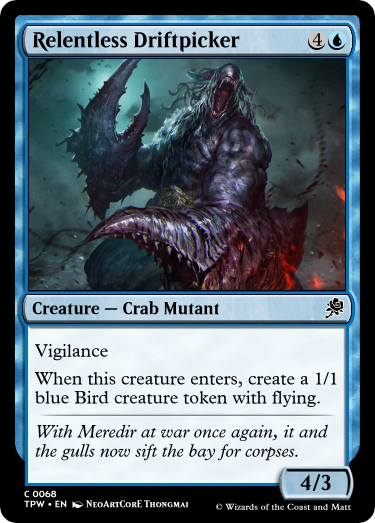 Relentless Driftpicker 4
Creature — Crab Mutant
Vigilance
When this creature enters, create a 1/1
blue Bird creature token with flying.
With Meredir at war once again, it and
the gulls now sift the bay for corpses.
4/3
C 0068
TPW • EN NeoArtCorE Thongmai
© Wizards of the Coast and Matt